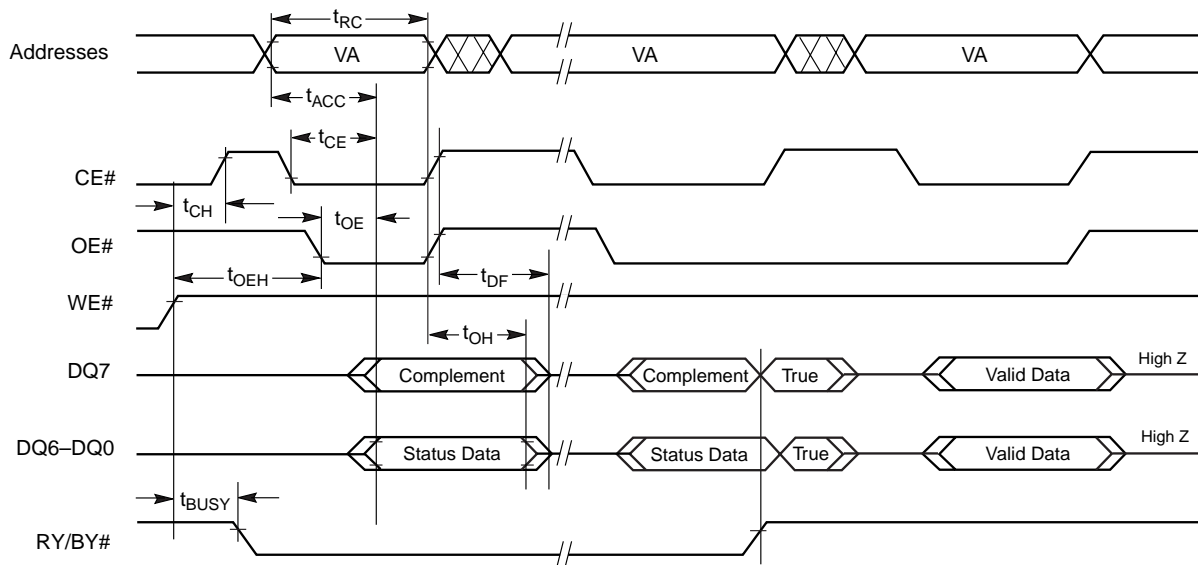 tRC
Addresses VA VA VA
tACC
tCE
CE#
tCH tOE
OE#
tOEH tDF
WE#
tOH
DQ7 Complement Complement True Valid Data High Z
DQ6–DQ0 Status Data Status Data True Valid Data High Z
tBUSY
RY/BY#